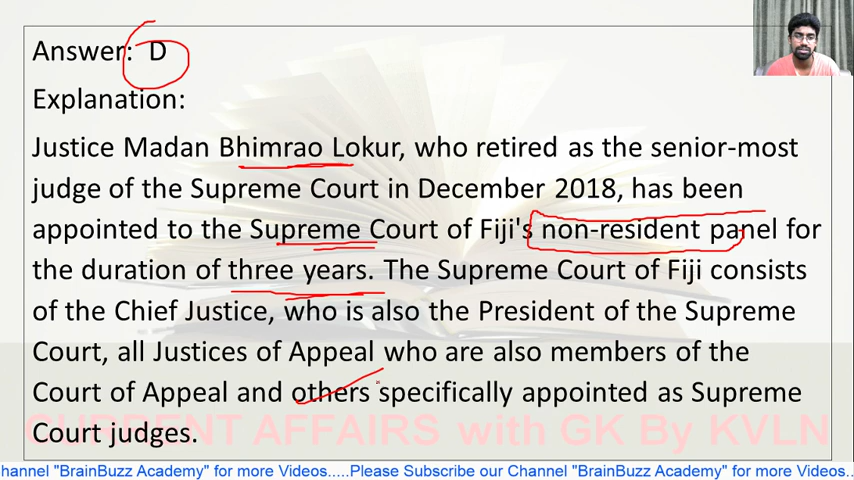 Answer: D
Explanation:
Justice Madan Bhimrao Lokur, who retired as the senior-most
judge of the Supreme Court in December 2018, has been
appointed to the Supreme Court of Fiji's non-resident panel for
the duration of three years. The Supreme Court of Fiji consists
of the Chief Justice, who is also the President of the Supreme
Court, all Justices of Appeal who are also members of the
Court of Appeal and others specifically appointed as Supreme
CURRENT AFFAIRS with GK By KVLN
Court judges.
hannel "BrainBuzz Academy" for more Videos.....Please Subscribe our Channel "BrainBuzz Academy" for more Videos..